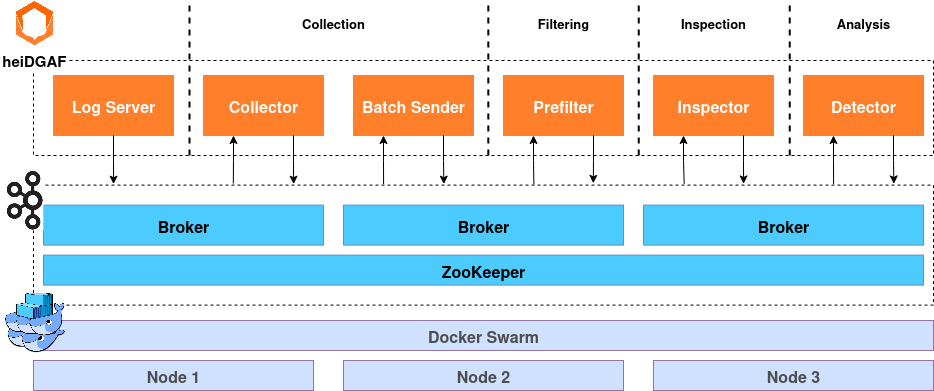 Collection
Filtering
Inspection
Analysis
heiDGAF
Log Server
Collector
Batch Sender
Prefilter
Inspector
Detector
Broker
Broker
Broker
ZooKeeper
Docker Swarm
Node 1
Node 2
Node 3